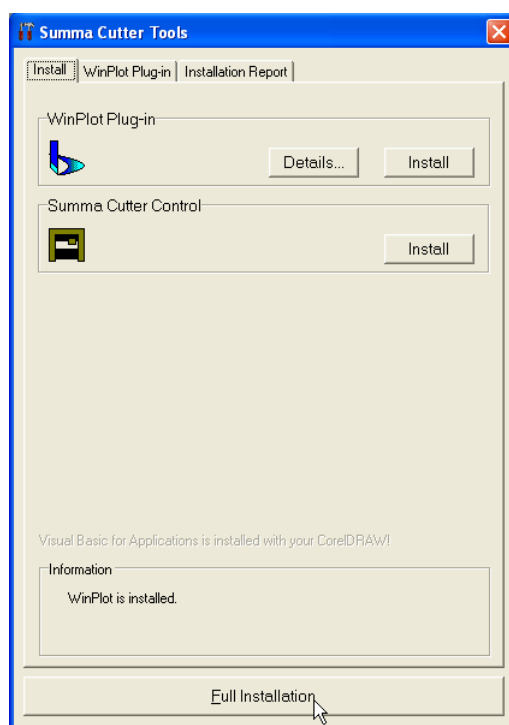 Summa Cutter Tools
Install WinPlot Plug-in Installation Report
WinPlot Plug-in
Details... Install
Summa Cutter Control
Install
Visual Basic for Applications is installed with your CorelDRAW!
Information
WinPlot is installed.
Full Installation